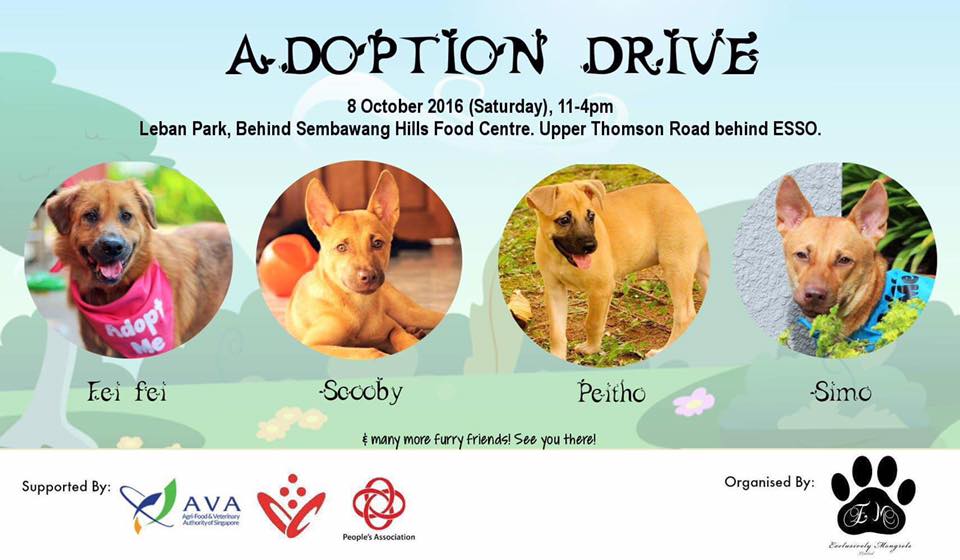 ADOPTION DRIVE
8 October 2016 (Saturday), 11-4pm
Leban Park, Behind Sembawang Hills Food Centre. Upper Thomson Road behind ESSO.
Adopt
Me
Fei fei
Scooby
Peitho
Simo
& many more furry friends! See you there!
Supported By:
AVA
Agri-Food & Veterinary
Authority of Singapore
People's Association
Organised By:
EM
Exclusively Mongrels